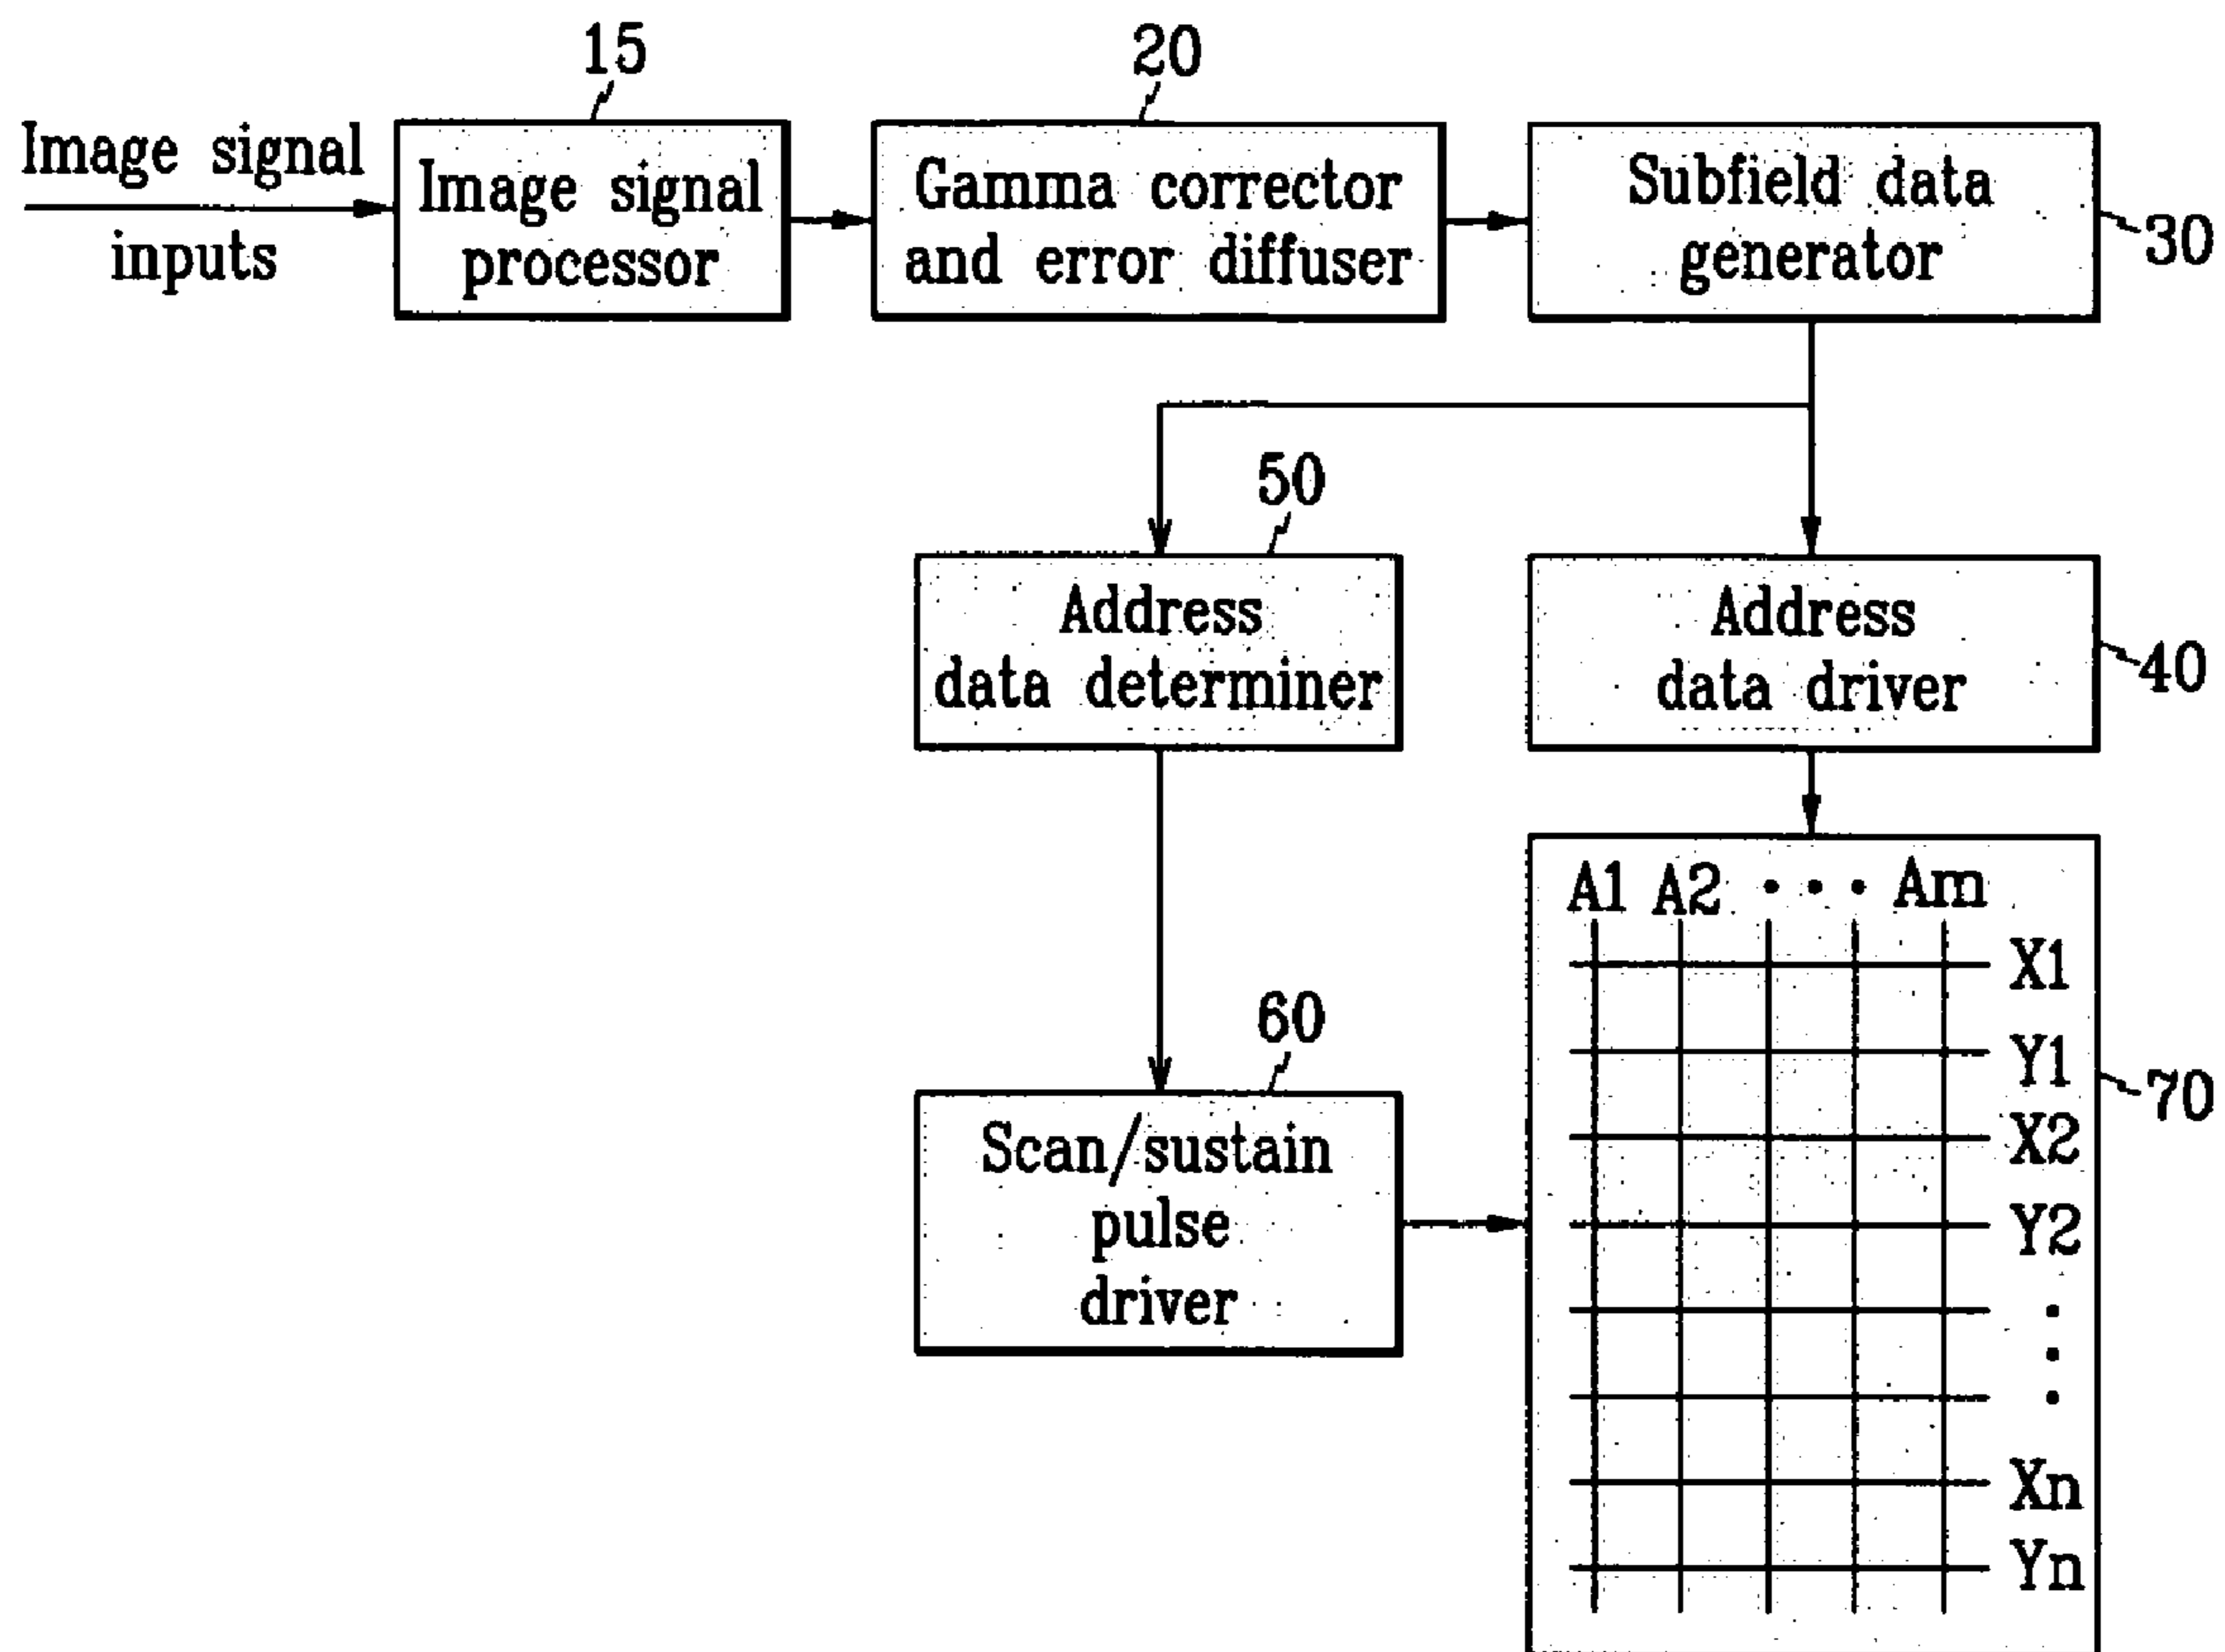 15
20
Image signal
inputs
Image signal
processor
Gamma corrector
and error diffuser
Subfield data
generator
30
50
Address
data determiner
Address
data driver
40
60
Scan/sustain
pulse
driver
A1 A2 • • • Am
X1
Y1
X2
Y2
•
•
•
Xn
Yn
70